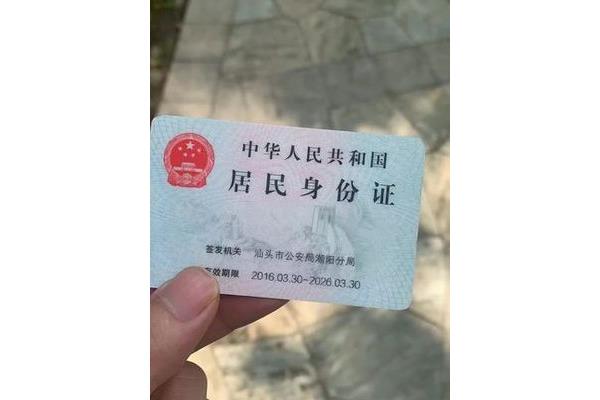 中华人民共和国
居民身份证
签发机关 汕头市公安局潮阳分局
效期限 2016.03.30-2026.03.30